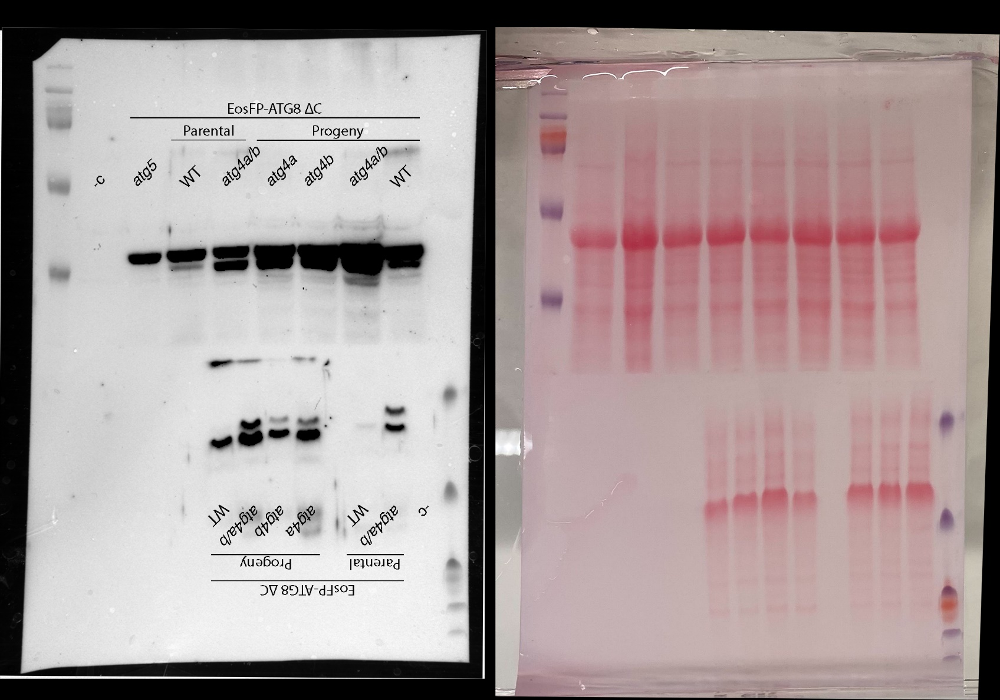 EosFP-ATG8 ΔC
Parental Progeny
-c atg5 WT atg4a/b atg4a atg4b atg4a/b WT
WT atg4a/b atg4b atg4a WT atg4a/b -c
Progeny Parental
EosFP-ATG8 ΔC